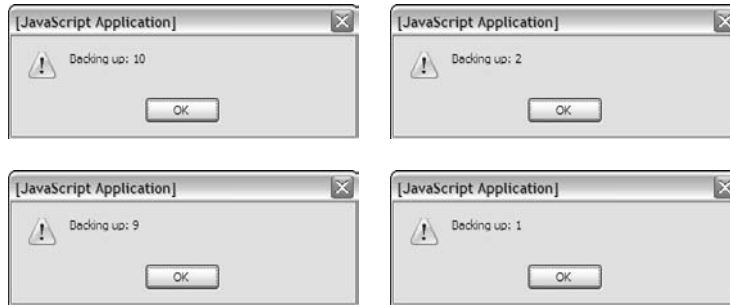 [JavaScript Application]
Backing up: 10
OK
[JavaScript Application]
Backing up: 2
OK
[JavaScript Application]
Backing up: 9
OK
[JavaScript Application]
Backing up: 1
OK